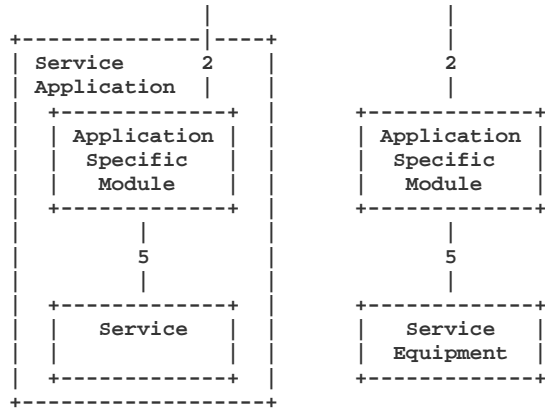 Service 2 2
Application
Application Application
Specific Specific
Module Module
5 5
Service Service
Equipment